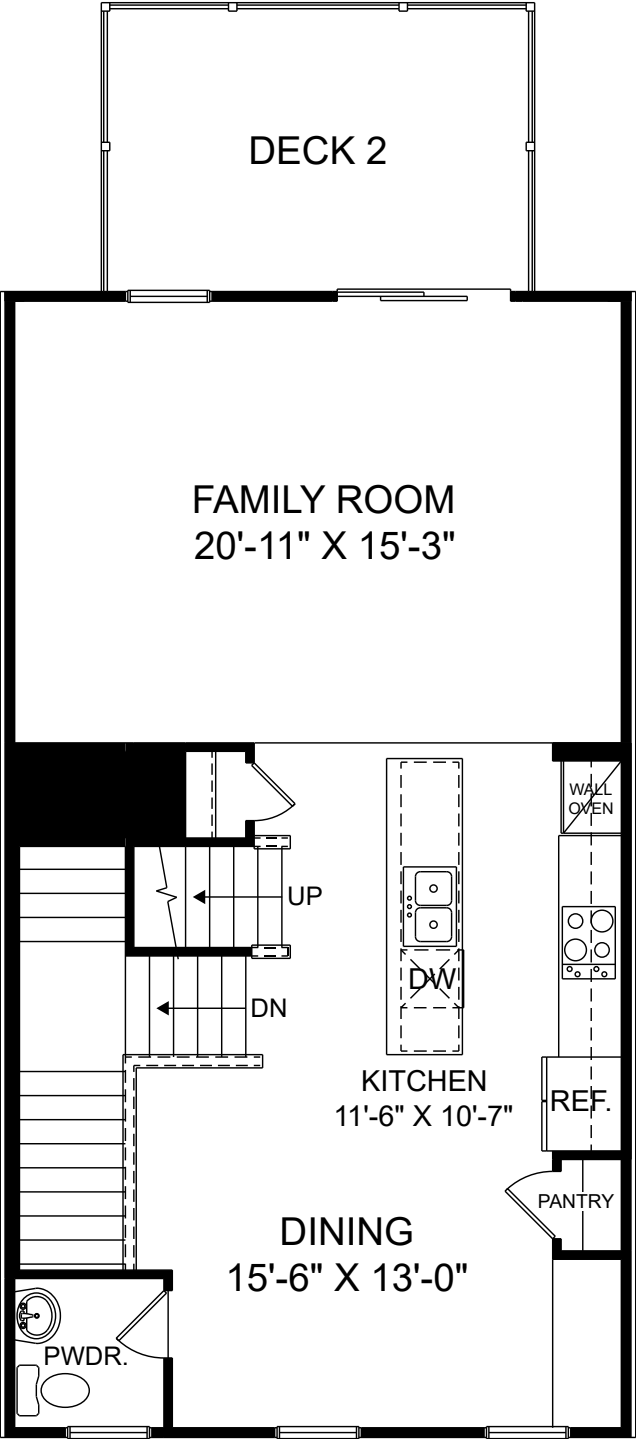 DECK 2
FAMILY ROOM
20'-11" X 15'-3"
WALL
OVEN
UP
DW
DN
KITCHEN
11'-6" X 10'-7"
REF.
PANTRY
DINING
15'-6" X 13'-0"
PWDR.